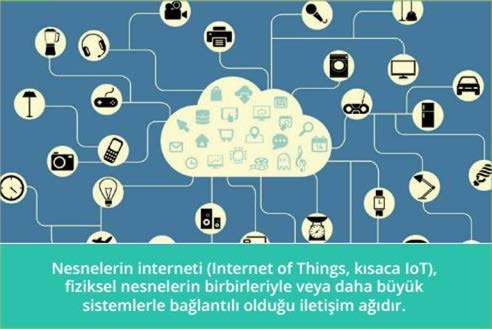 Nesnelerin interneti (Internet of Things, kısaca IoT),
fiziksel nesnelerin birbirleriyle veya daha büyük
sistemlerle bağlantılı olduğu iletişim ağıdır.